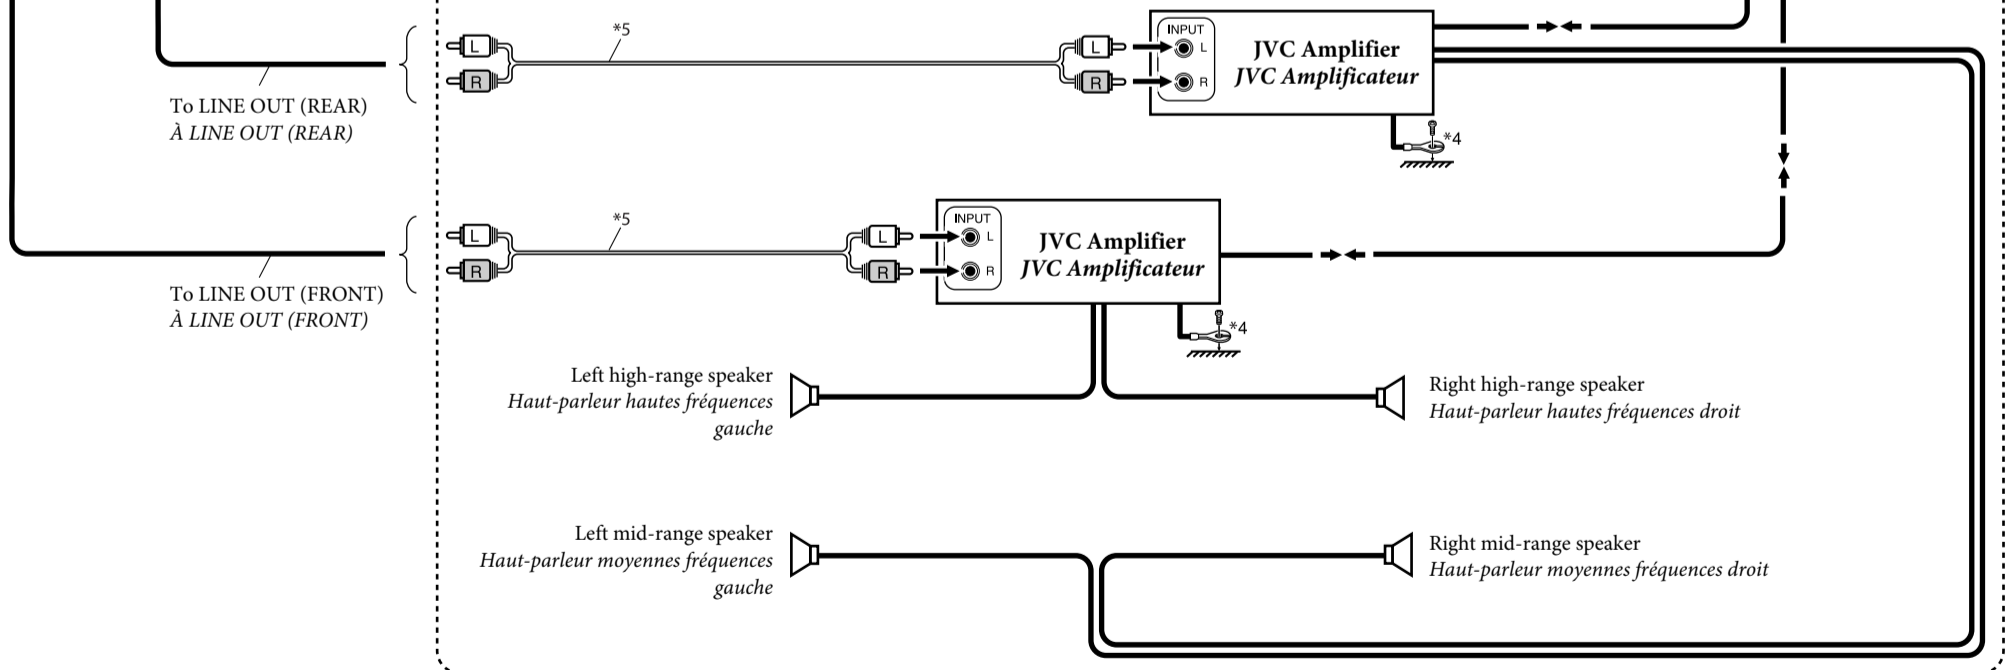 *5
L
R
L
R
INPUT
L
R
JVC Amplifier
JVC Amplificateur
To LINE OUT (REAR)
À LINE OUT (REAR)
*4
*5
L
R
L
R
INPUT
L
R
JVC Amplifier
JVC Amplificateur
To LINE OUT (FRONT)
À LINE OUT (FRONT)
*4
Left high-range speaker
Haut-parleur hautes fréquences
gauche
Right high-range speaker
Haut-parleur hautes fréquences droit
Left mid-range speaker
Haut-parleur moyennes fréquences
gauche
Right mid-range speaker
Haut-parleur moyennes fréquences droit